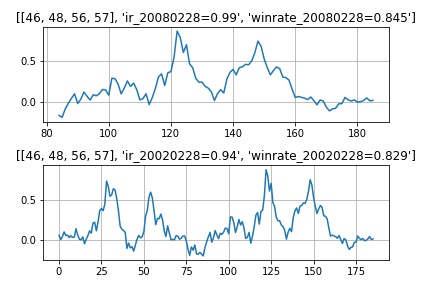 [[46, 48, 56, 57], 'ir_20080228=0.99', 'winrate_20080228=0.845']
0.5
0.0
80 100 120 140 160 180
[[46, 48, 56, 57], 'ir_20020228=0.94', 'winrate_20020228=0.829']
0.5
0.0
0 25 50 75 100 125 150 175